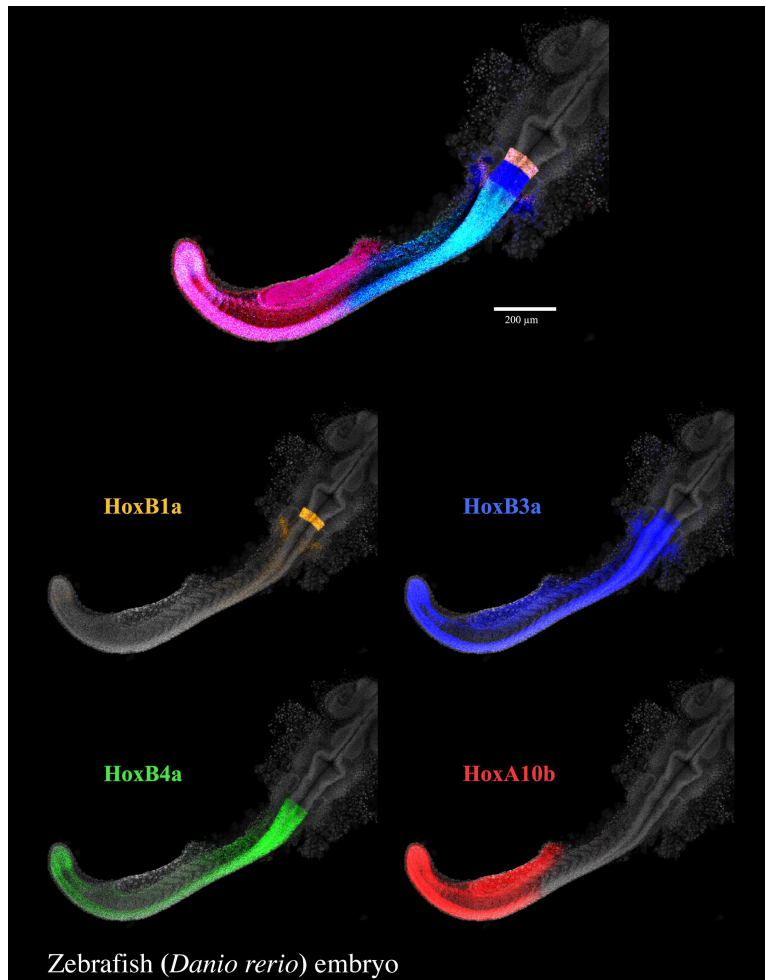 200 µm
HoxB1a
HoxB3a
HoxB4a
HoxA10b
Zebrafish (Danio rerio) embryo